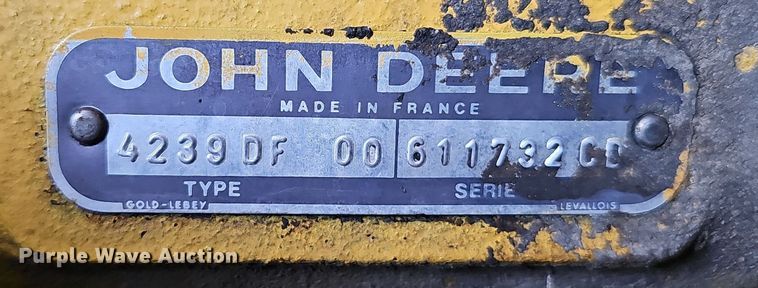 JOHN DEERE
MADE IN FRANCE
4239DF 00 611732CD
TYPE SERIE
GOLD-LEBEY LEVALLOIS
Purple Wave Auction